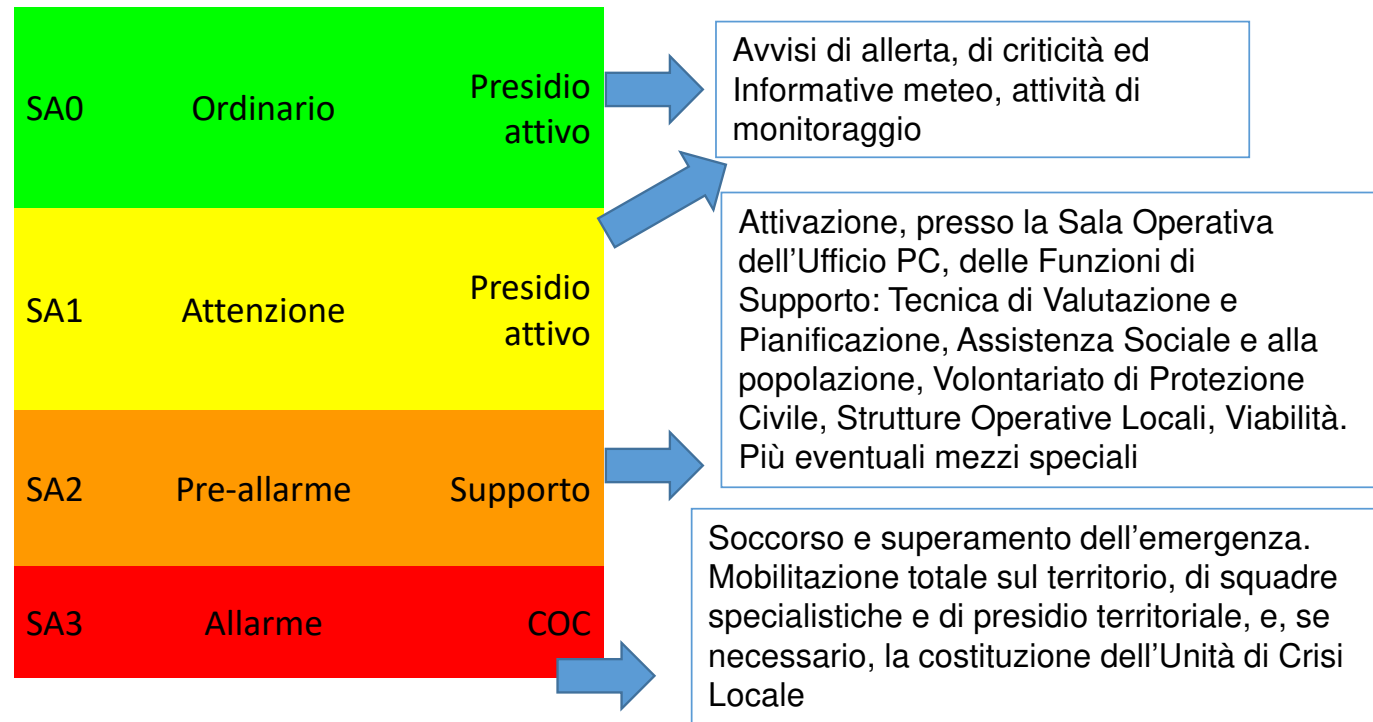 SA0 Ordinario Presidio
attivo
Avvisi di allerta, di criticità ed
Informative meteo, attività di
monitoraggio
SA1 Attenzione Presidio
attivo
Attivazione, presso la Sala Operativa
dell’Ufficio PC, delle Funzioni di
Supporto: Tecnica di Valutazione e
Pianificazione, Assistenza Sociale e alla
popolazione, Volontariato di Protezione
Civile, Strutture Operative Locali, Viabilità.
Più eventuali mezzi speciali
SA2 Pre-allarme Supporto
SA3 Allarme COC
Soccorso e superamento dell’emergenza.
Mobilitazione totale sul territorio, di squadre
specialistiche e di presidio territoriale, e, se
necessario, la costituzione dell’Unità di Crisi
Locale